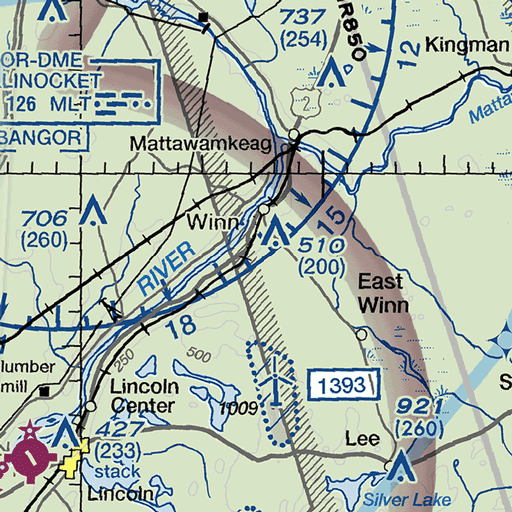 737
(254)
VR850
12
Kingman
OR-DME
LINOCKET
126 MLT
BANGOR
2
Mattawamkeag
Matta
706
(260)
Winn
15
510
(200)
RIVER
East
Winn
18
250
500
lumber
mill
1393
S
Lincoln
Center
1009
921
(260)
427
(233)
stack
Lee
Lincoln
Silver Lake